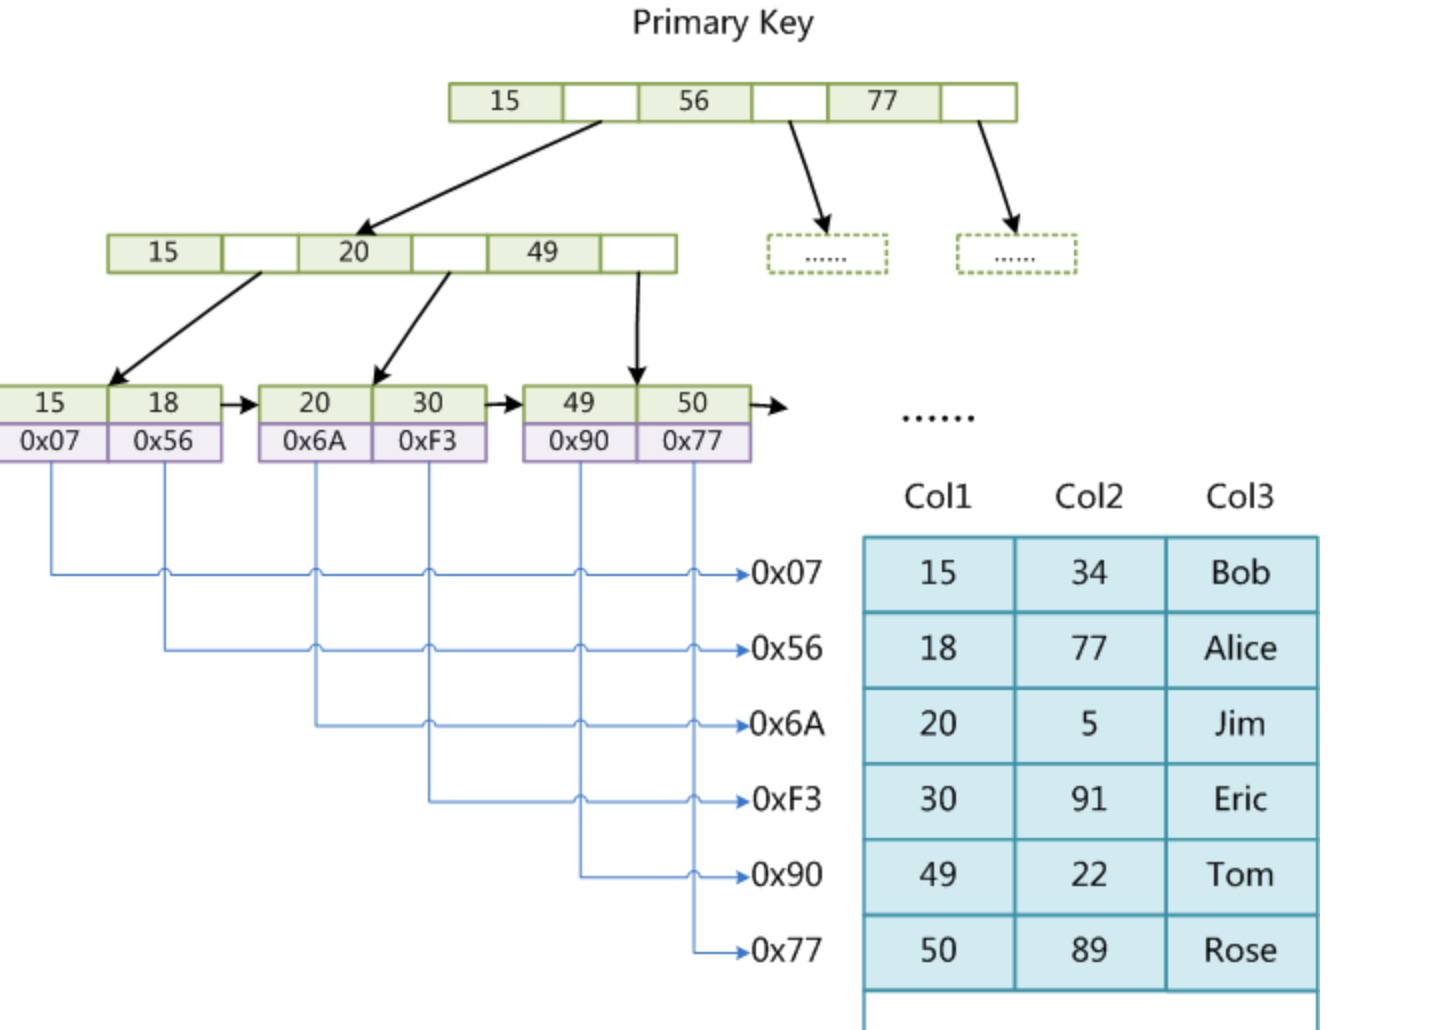 Primary Key
15 56 77
15 20 49
...... ......
15 18 20 30 49 50
0x07 0x56 0x6A 0xF3 0x90 0x77
......
Col1 Col2 Col3
0x07 15 34 Bob
0x56 18 77 Alice
0x6A 20 5 Jim
0xF3 30 91 Eric
0x90 49 22 Tom
0x77 50 89 Rose